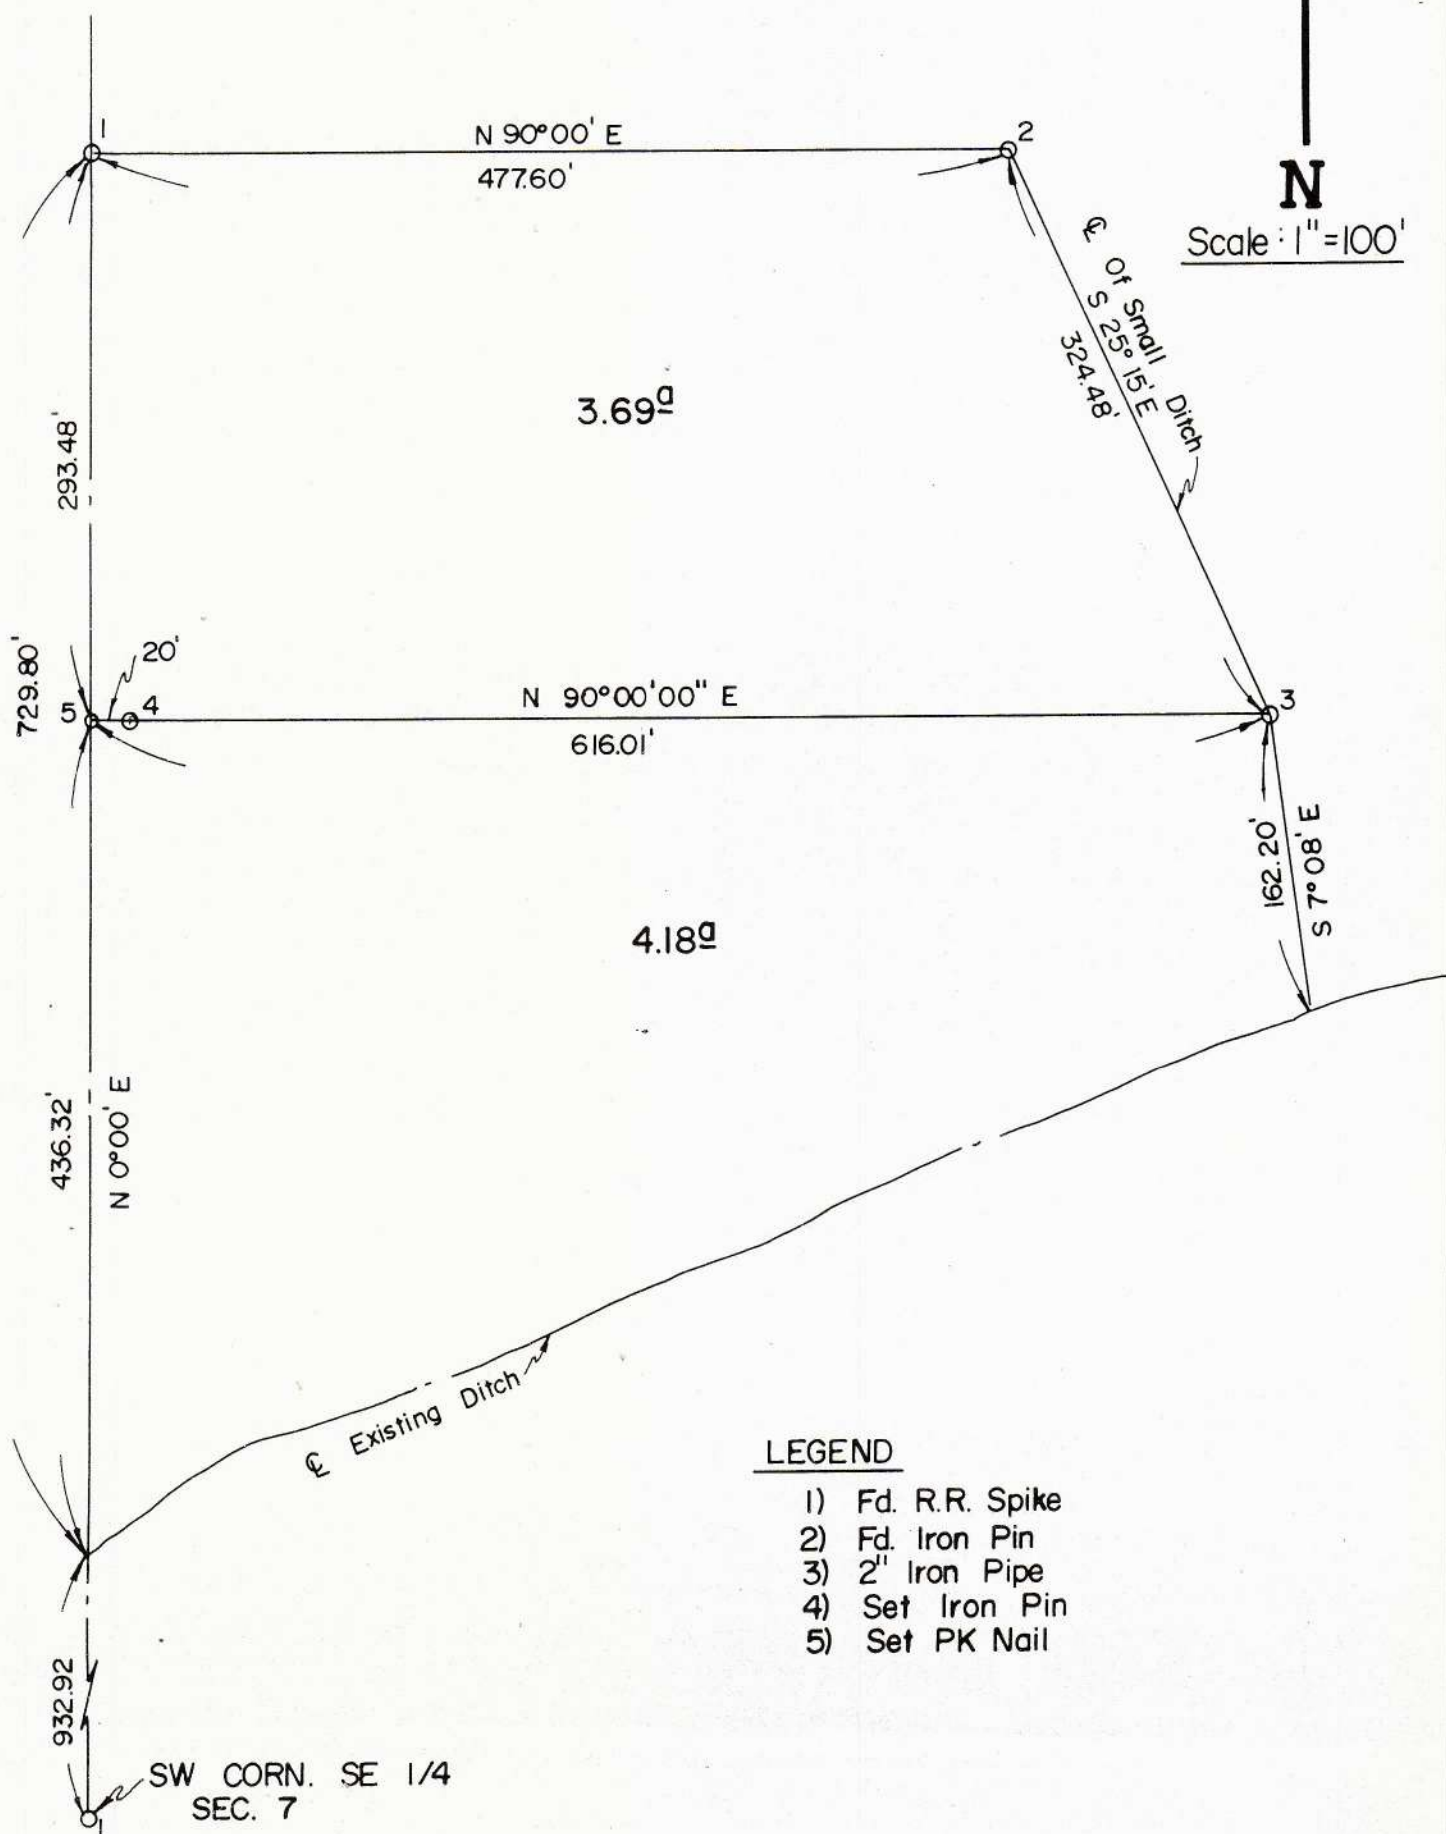 1
N 90°00' E
2
477.60'
N
Scale : 1" = 100'
℄ Of Small Ditch
S 25° 15' E
324.48'
3.69a
293.48'
729.80'
20'
5
4
N 90°00'00" E
3
616.01'
162.20'
S 7°08' E
4.18a
436.32'
N 0°00' E
℄ Existing Ditch
LEGEND
1) Fd. R.R. Spike
2) Fd. Iron Pin
3) 2" Iron Pipe
4) Set Iron Pin
5) Set PK Nail
932.92
SW CORN. SE 1/4
SEC. 7
1